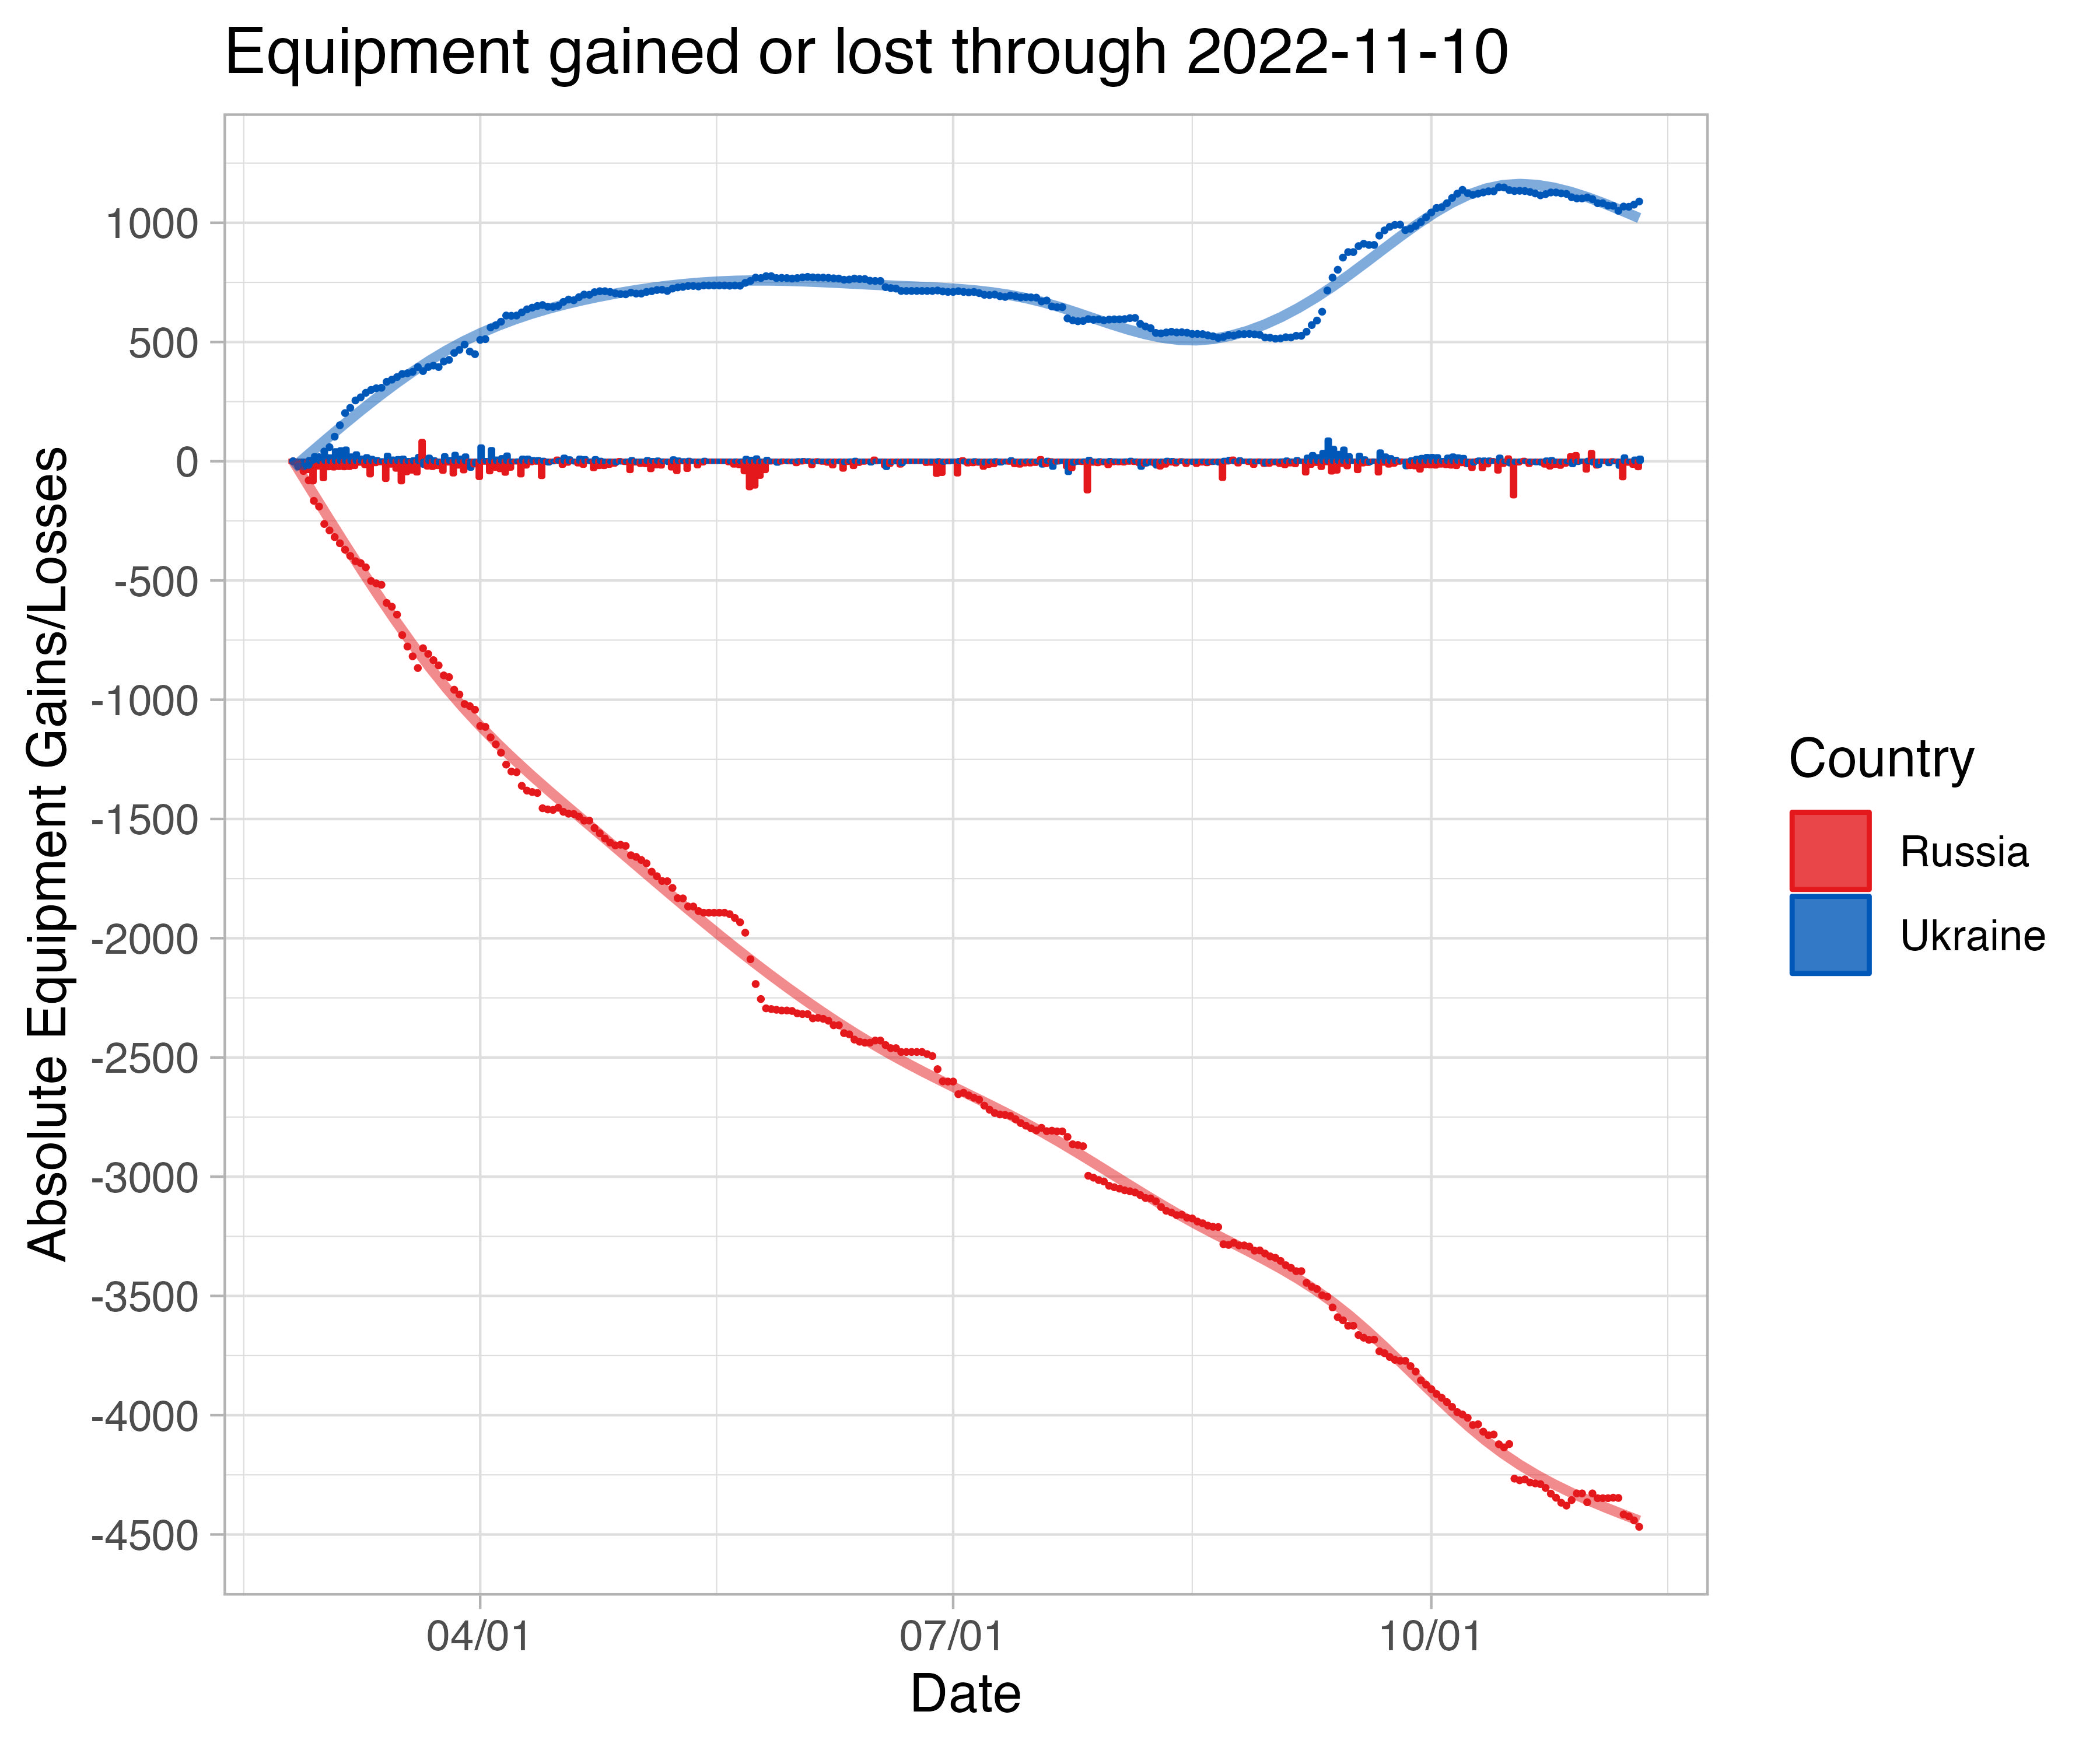 Equipment gained or lost through 2022-11-10
Absolute Equipment Gains/Losses
1000
500
0
-500
-1000
-1500
-2000
-2500
-3000
-3500
-4000
-4500
04/01
07/01
10/01
Date
Country
Russia
Ukraine